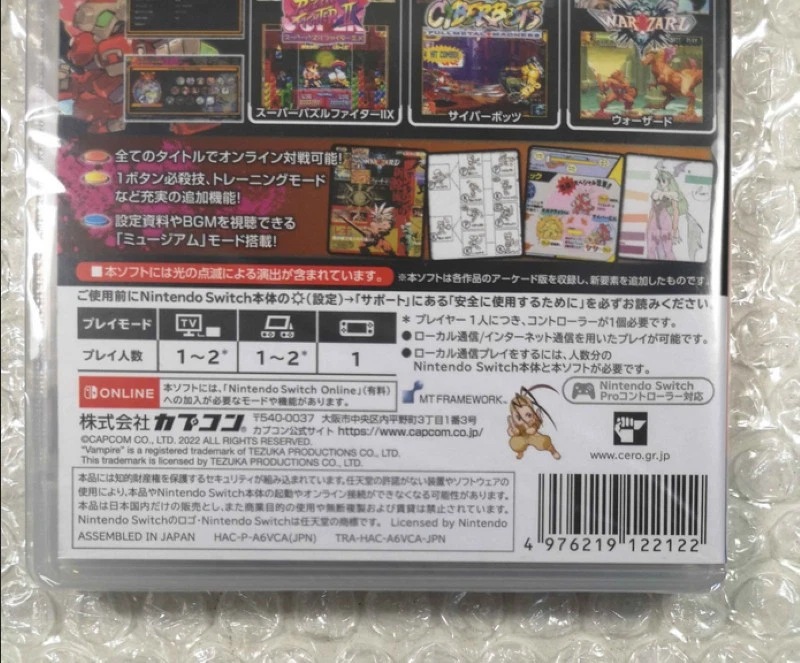 SUPER
PUZZLE
FIGHTER II X
スーパーパズルファイターIIX
CYBERBOTS
FULLMETAL MADNESS
サイバーボッツ
WARZARD
ウォーザード
全てのタイトルでオンライン対戦可能!
1ボタン必殺技、トレーニングモード
など充実の追加機能!
設定資料やBGMを視聴できる
「ミュージアム」モード搭載!
■本ソフトには光の点滅による演出が含まれています。
※本ソフトは各作品のアーケード版を収録し、新要素を追加したものです。
ご使用前にNintendo Switch本体の (設定)→「サポート」にある「安全に使用するために」を必ずお読みください。
プレイモード
TV
プレイ人数
1～2*
1～2*
1
* プレイヤー1人につき、コントローラーが1個必要です。
●ローカル通信/インターネット通信を用いたプレイが可能です。
●ローカル通信プレイをするには、人数分の
Nintendo Switch本体と本ソフトが必要です。
ONLINE
本ソフトには、「Nintendo Switch Online」(有料)
への加入が必要なモードや機能があります。
MT FRAMEWORK
Nintendo Switch
Proコントローラー対応
株式会社カプコン
〒540-0037 大阪市中央区内平野町3丁目1番3号
カプコン公式サイト https://www.capcom.co.jp/
©CAPCOM CO., LTD. 2022 ALL RIGHTS RESERVED.
"Vampire" is a registered trademark of TEZUKA PRODUCTIONS CO., LTD.
This trademark is licensed by TEZUKA PRODUCTIONS CO., LTD.
www.cero.gr.jp
本品には知的財産権を保護するセキュリティが組み込まれています。任天堂の許諾がない装置やソフトウェアの
使用により、本品やNintendo Switch本体の起動やオンライン接続ができなくなる可能性があります。
本品は日本国内だけの販売とし、また商業目的の使用や無断複製および賃貸は禁止されています。
Nintendo Switchのロゴ・Nintendo Switchは任天堂の商標です。 Licensed by Nintendo
ASSEMBLED IN JAPAN HAC-P-A6VCA(JPN) TRA-HAC-A6VCA-JPN
4 976219 122122